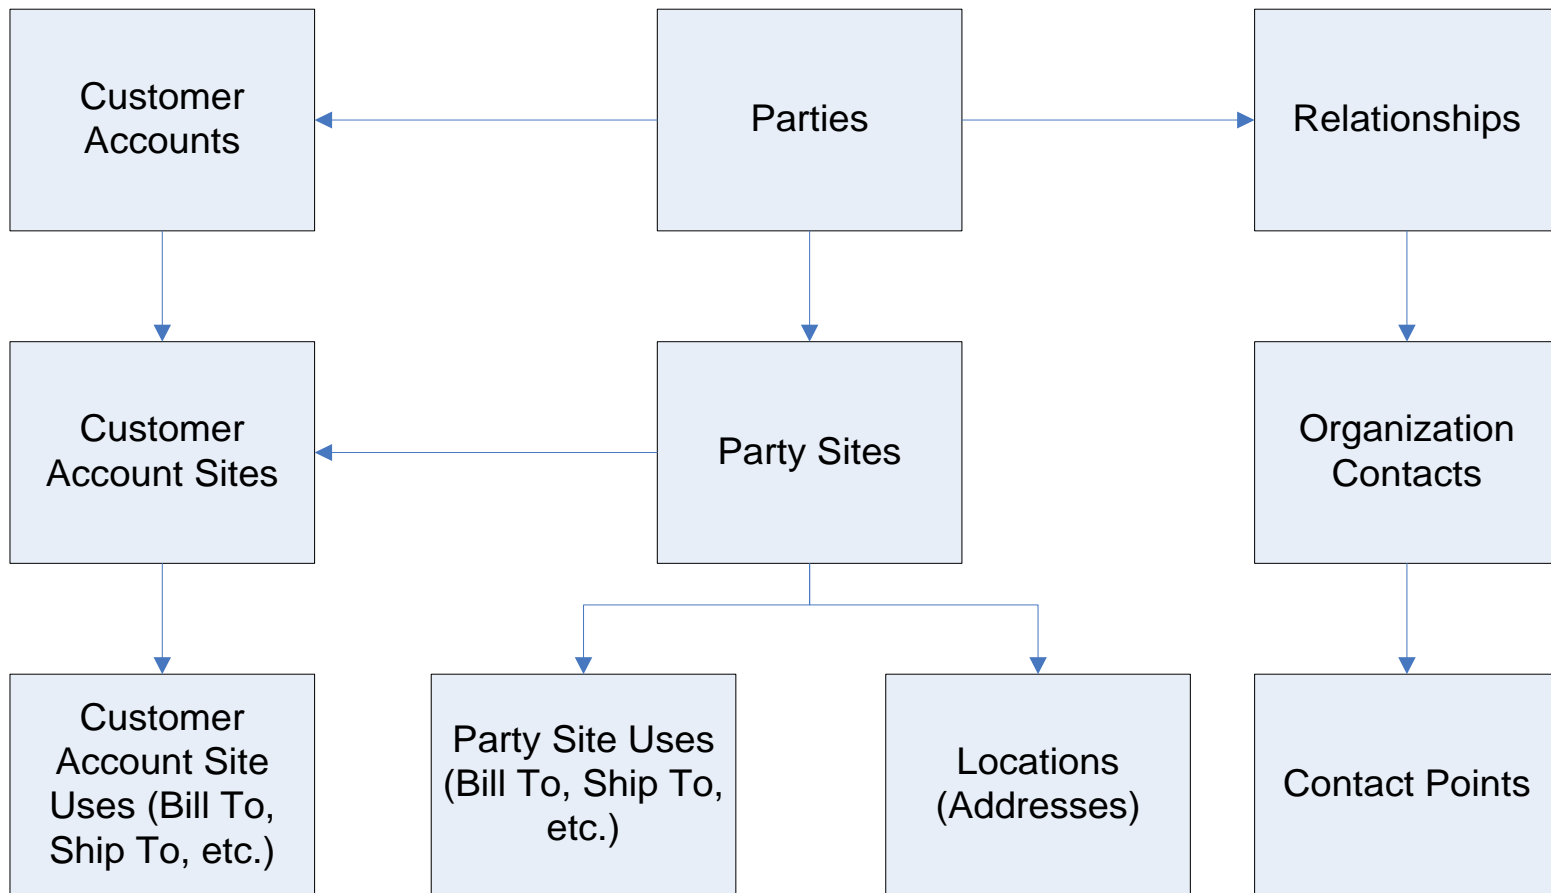 Customer
Accounts
Parties
Relationships
Customer
Account Sites
Party Sites
Organization
Contacts
Customer
Account Site
Uses (Bill To,
Ship To, etc.)
Party Site Uses
(Bill To, Ship To,
etc.)
Locations
(Addresses)
Contact Points